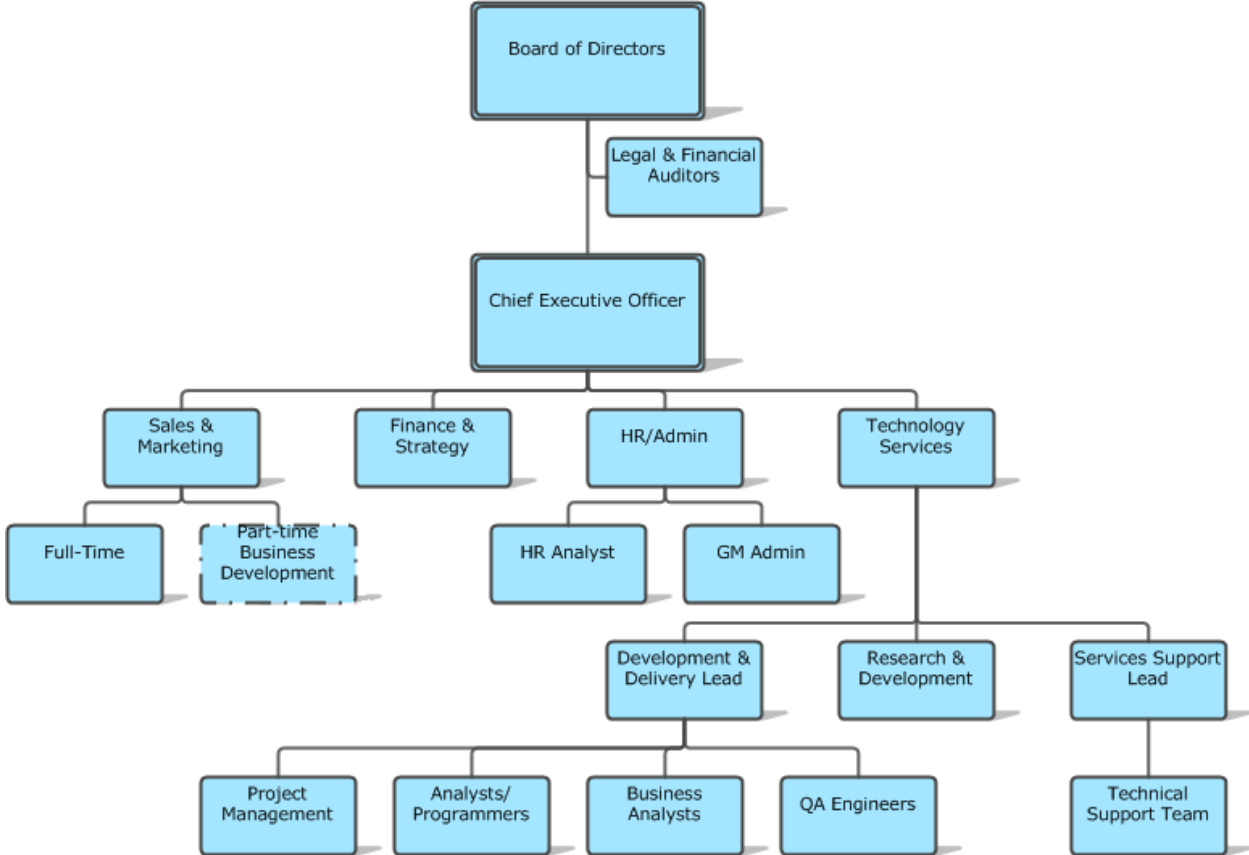 Board of Directors
Legal & Financial
Auditors
Chief Executive Officer
Sales &
Marketing
Finance &
Strategy
HR/Admin
Technology
Services
Full-Time
Part-time
Business
Development
HR Analyst
GM Admin
Development &
Delivery Lead
Research &
Development
Services Support
Lead
Project
Management
Analysts/
Programmers
Business
Analysts
QA Engineers
Technical
Support Team